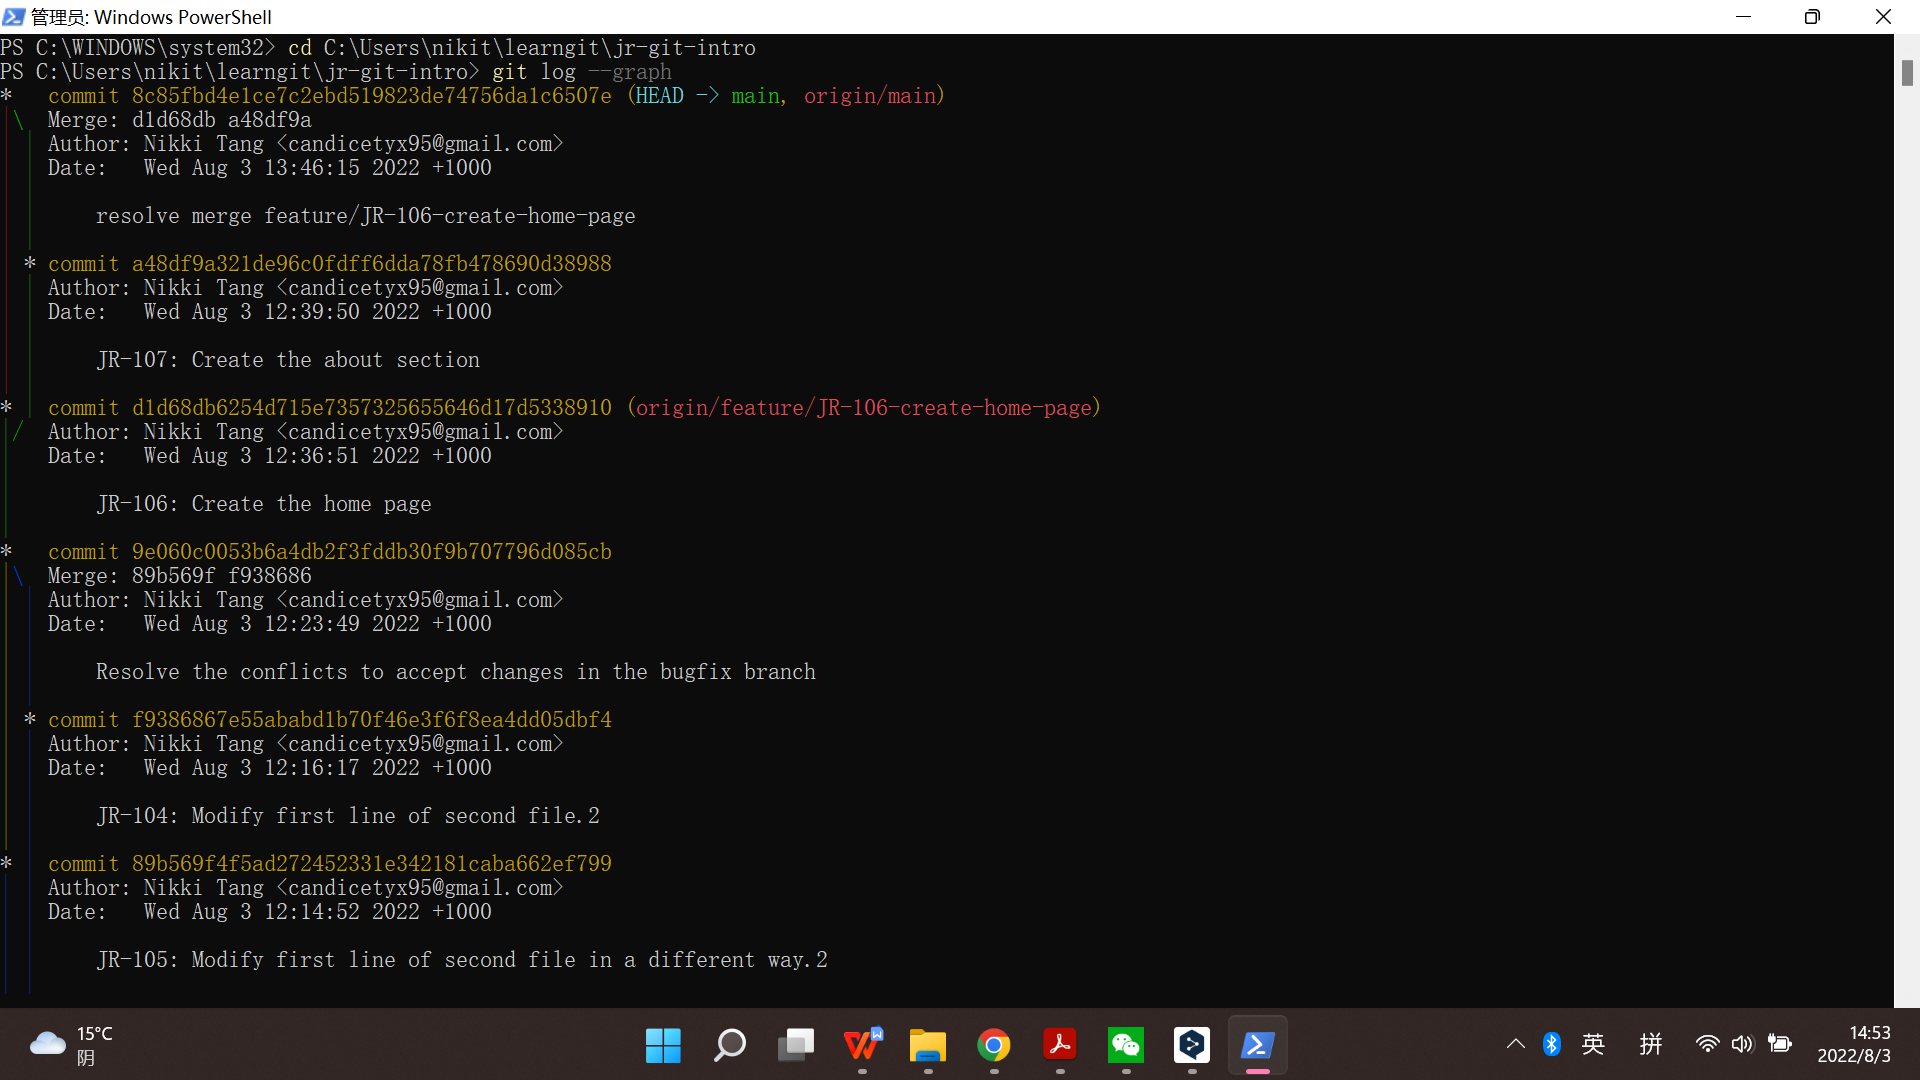 管理员: Windows PowerShell
PS C:\WINDOWS\system32> cd C:\Users\nikit\learngit\jr-git-intro
PS C:\Users\nikit\learngit\jr-git-intro> git log --graph
*   commit 8c85fbd4e1ce7c2ebd519823de74756da1c6507e (HEAD -> main, origin/main)
|\  Merge: d1d68db a48df9a
| | Author: Nikki Tang <candicetyx95@gmail.com>
| | Date:   Wed Aug 3 13:46:15 2022 +1000
| |
| |     resolve merge feature/JR-106-create-home-page
| |
| * commit a48df9a321de96c0fdff6dda78fb478690d38988
| | Author: Nikki Tang <candicetyx95@gmail.com>
| | Date:   Wed Aug 3 12:39:50 2022 +1000
| |
| |     JR-107: Create the about section
| |
* | commit d1d68db6254d715e7357325655646d17d5338910 (origin/feature/JR-106-create-home-page)
|/  Author: Nikki Tang <candicetyx95@gmail.com>
|   Date:   Wed Aug 3 12:36:51 2022 +1000
|
|       JR-106: Create the home page
|
*   commit 9e060c0053b6a4db2f3fddb30f9b707796d085cb
|\  Merge: 89b569f f938686
| | Author: Nikki Tang <candicetyx95@gmail.com>
| | Date:   Wed Aug 3 12:23:49 2022 +1000
| |
| |     Resolve the conflicts to accept changes in the bugfix branch
| |
| * commit f9386867e55ababd1b70f46e3f6f8ea4dd05dbf4
| | Author: Nikki Tang <candicetyx95@gmail.com>
| | Date:   Wed Aug 3 12:16:17 2022 +1000
| |
| |     JR-104: Modify first line of second file.2
| |
* | commit 89b569f4f5ad272452331e342181caba662ef799
| | Author: Nikki Tang <candicetyx95@gmail.com>
| | Date:   Wed Aug 3 12:14:52 2022 +1000
| |
| |     JR-105: Modify first line of second file in a different way.2
| |
15°C
阴
英
拼
14:53
2022/8/3